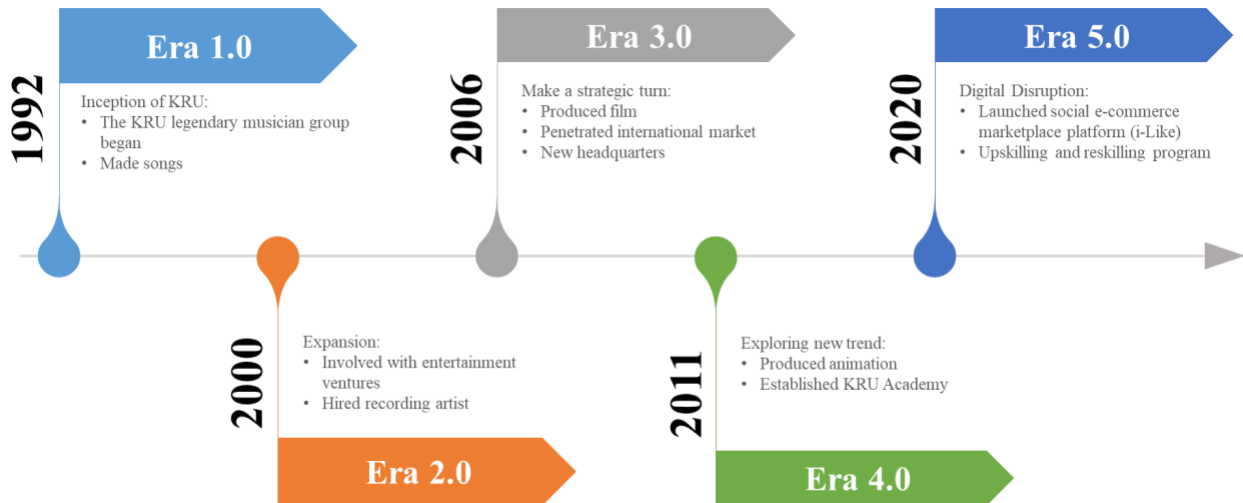 Era 1.0
1992
Inception of KRU:
• The KRU legendary musician group
began
• Made songs
2000
Expansion:
• Involved with entertainment
ventures
• Hired recording artist
Era 2.0
Era 3.0
2006
Make a strategic turn:
• Produced film
• Penetrated international market
• New headquarters
2011
Exploring new trend:
• Produced animation
• Established KRU Academy
Era 4.0
Era 5.0
2020
Digital Disruption:
• Launched social e-commerce
marketplace platform (i-Like)
• Upskilling and reskilling program